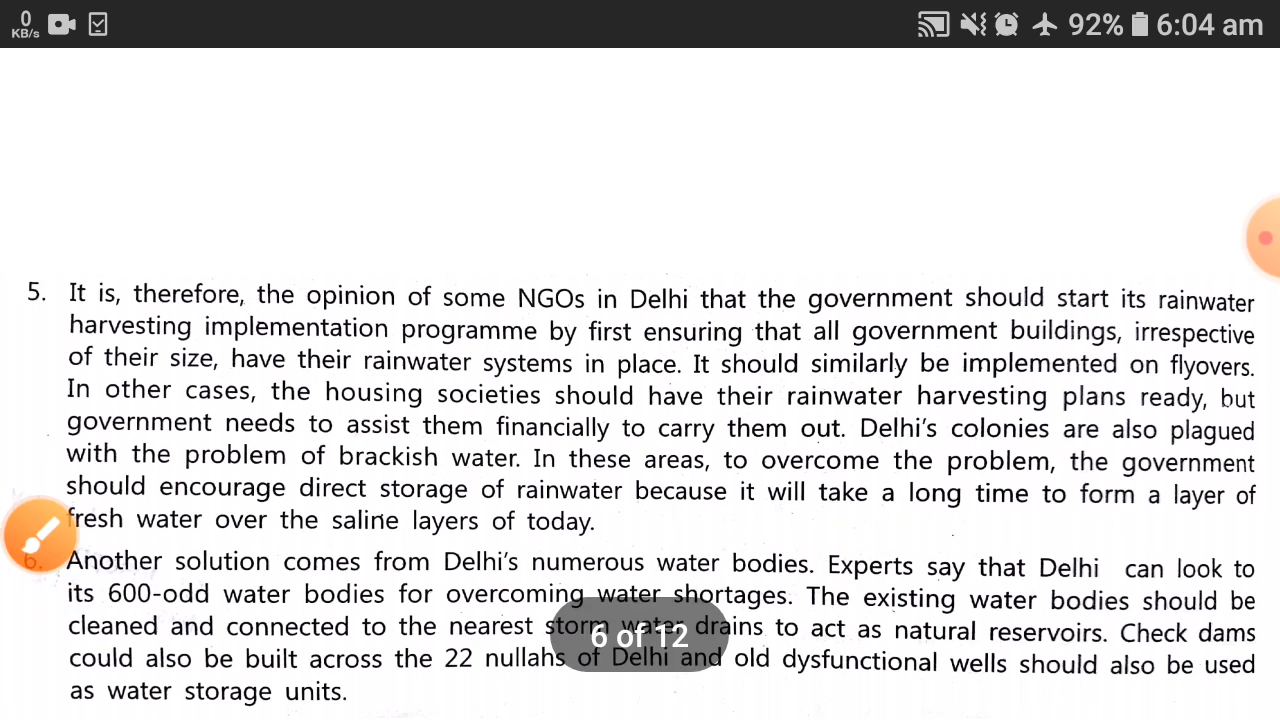 0
KB/s
92%
6:04 am
5. It is, therefore, the opinion of some NGOs in Delhi that the government should start its rainwater
harvesting implementation programme by first ensuring that all government buildings, irrespective
of their size, have their rainwater systems in place. It should similarly be implemented on flyovers.
In other cases, the housing societies should have their rainwater harvesting plans ready, but
government needs to assist them financially to carry them out. Delhi's colonies are also plagued
with the problem of brackish water. In these areas, to overcome the problem, the government
should encourage direct storage of rainwater because it will take a long time to form a layer of
fresh water over the saline layers of today.
6. Another solution comes from Delhi's numerous water bodies. Experts say that Delhi can look to
its 600-odd water bodies for overcoming water shortages. The existing water bodies should be
cleaned and connected to the nearest storm water drains to act as natural reservoirs. Check dams
6 of 12
could also be built across the 22 nullahs of Delhi and old dysfunctional wells should also be used
as water storage units.